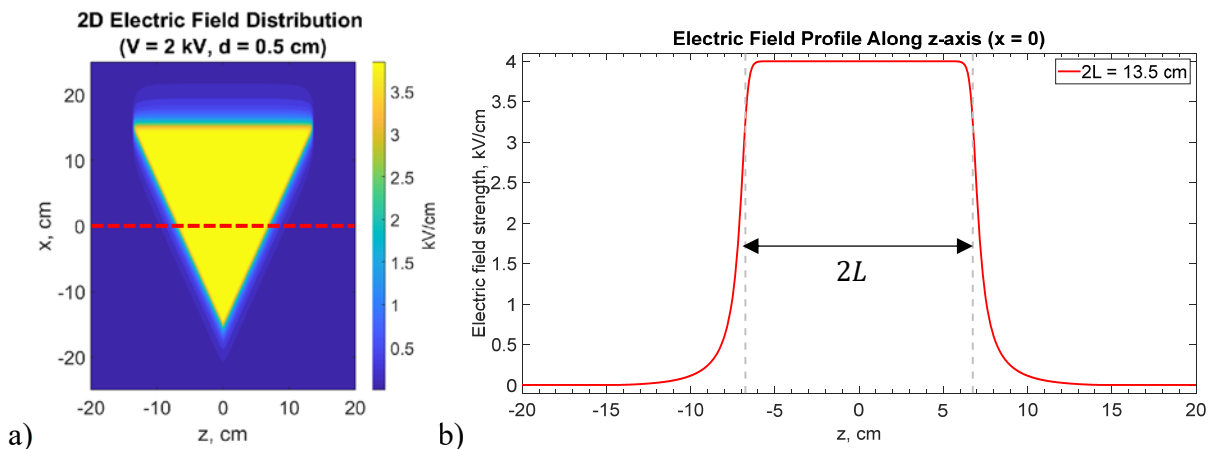 2D Electric Field Distribution
(V = 2 kV, d = 0.5 cm)
20
10
0
-10
-20
x, cm
-20
-10
0
10
20
z, cm
3.5
3
2.5
2
1.5
1
0.5
kV/cm
a)
Electric Field Profile Along z-axis (x = 0)
4
3.5
3
2.5
2
1.5
1
0.5
0
Electric field strength, kV/cm
2L = 13.5 cm
2L
-20
-15
-10
-5
0
5
10
15
20
z, cm
b)